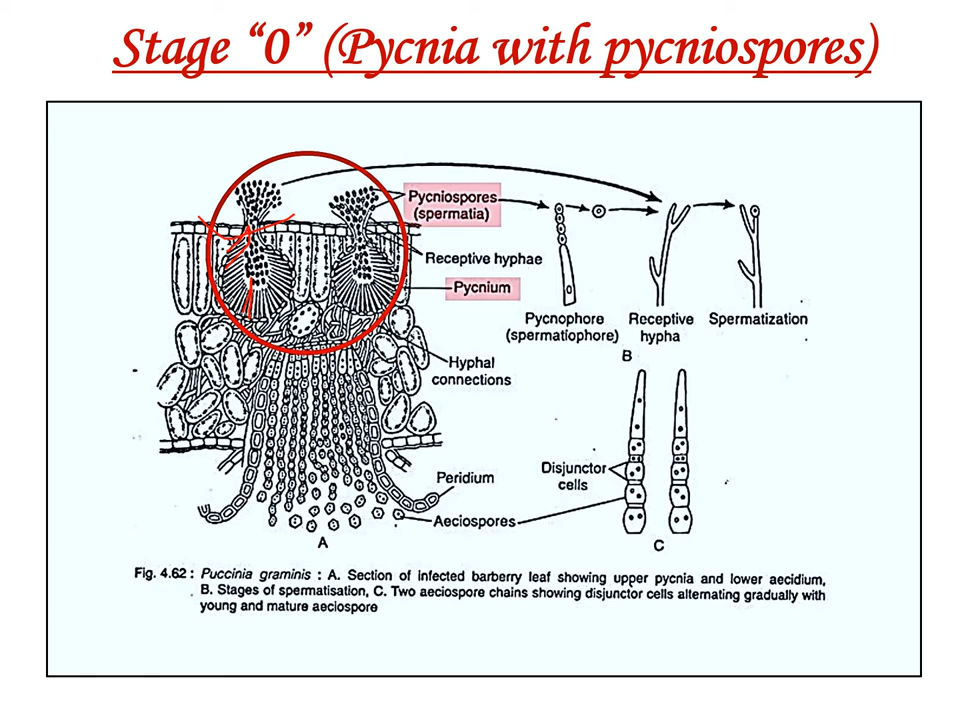 Stage “0” (Pycnia with pycniospores)
Pycniospores
(spermatia)
Receptive hyphae
Pycnium
Pycnophore
(spermatiophore)
Receptive
hypha
Spermatization
B
Hyphal
connections
Disjunctor
cells
Peridium
Aeciospores
A
C
Fig. 4.62 : Puccinia graminis : A. Section of infected barberry leaf showing upper pycnia and lower aecidium,
B. Stages of spermatisation, C. Two aeciospore chains showing disjunctor cells alternating gradually with
young and mature aeciospore